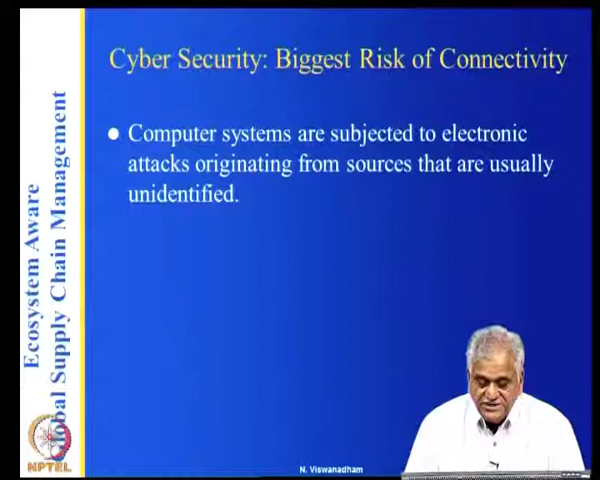 Cyber Security: Biggest Risk of Connectivity
Computer systems are subjected to electronic
attacks originating from sources that are usually
unidentified.
Ecosystem Aware
Global Supply Chain Management
NPTEL
N. Viswanadham